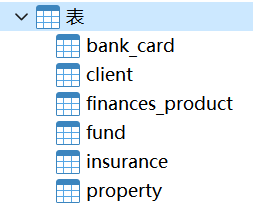 表
bank_card
client
finances_product
fund
insurance
property